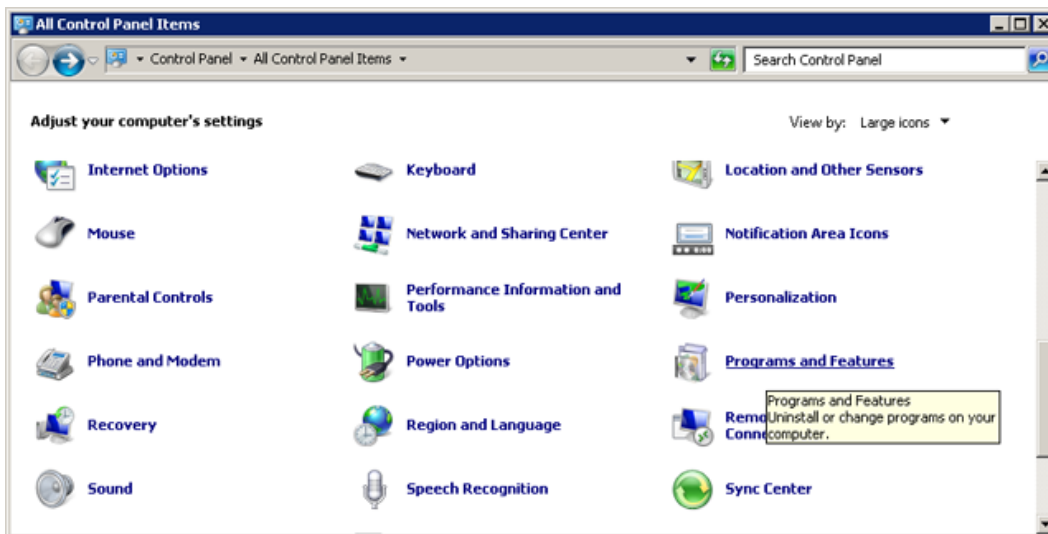 All Control Panel Items
Control Panel All Control Panel Items Search Control Panel
Adjust your computer's settings View by: Large icons
Internet Options Keyboard Location and Other Sensors
Mouse Network and Sharing Center Notification Area Icons
Parental Controls Performance Information and Tools Personalization
Phone and Modem Power Options Programs and Features
Programs and Features
Uninstall or change programs on your
computer.
Recovery Region and Language
Sound Speech Recognition Sync Center